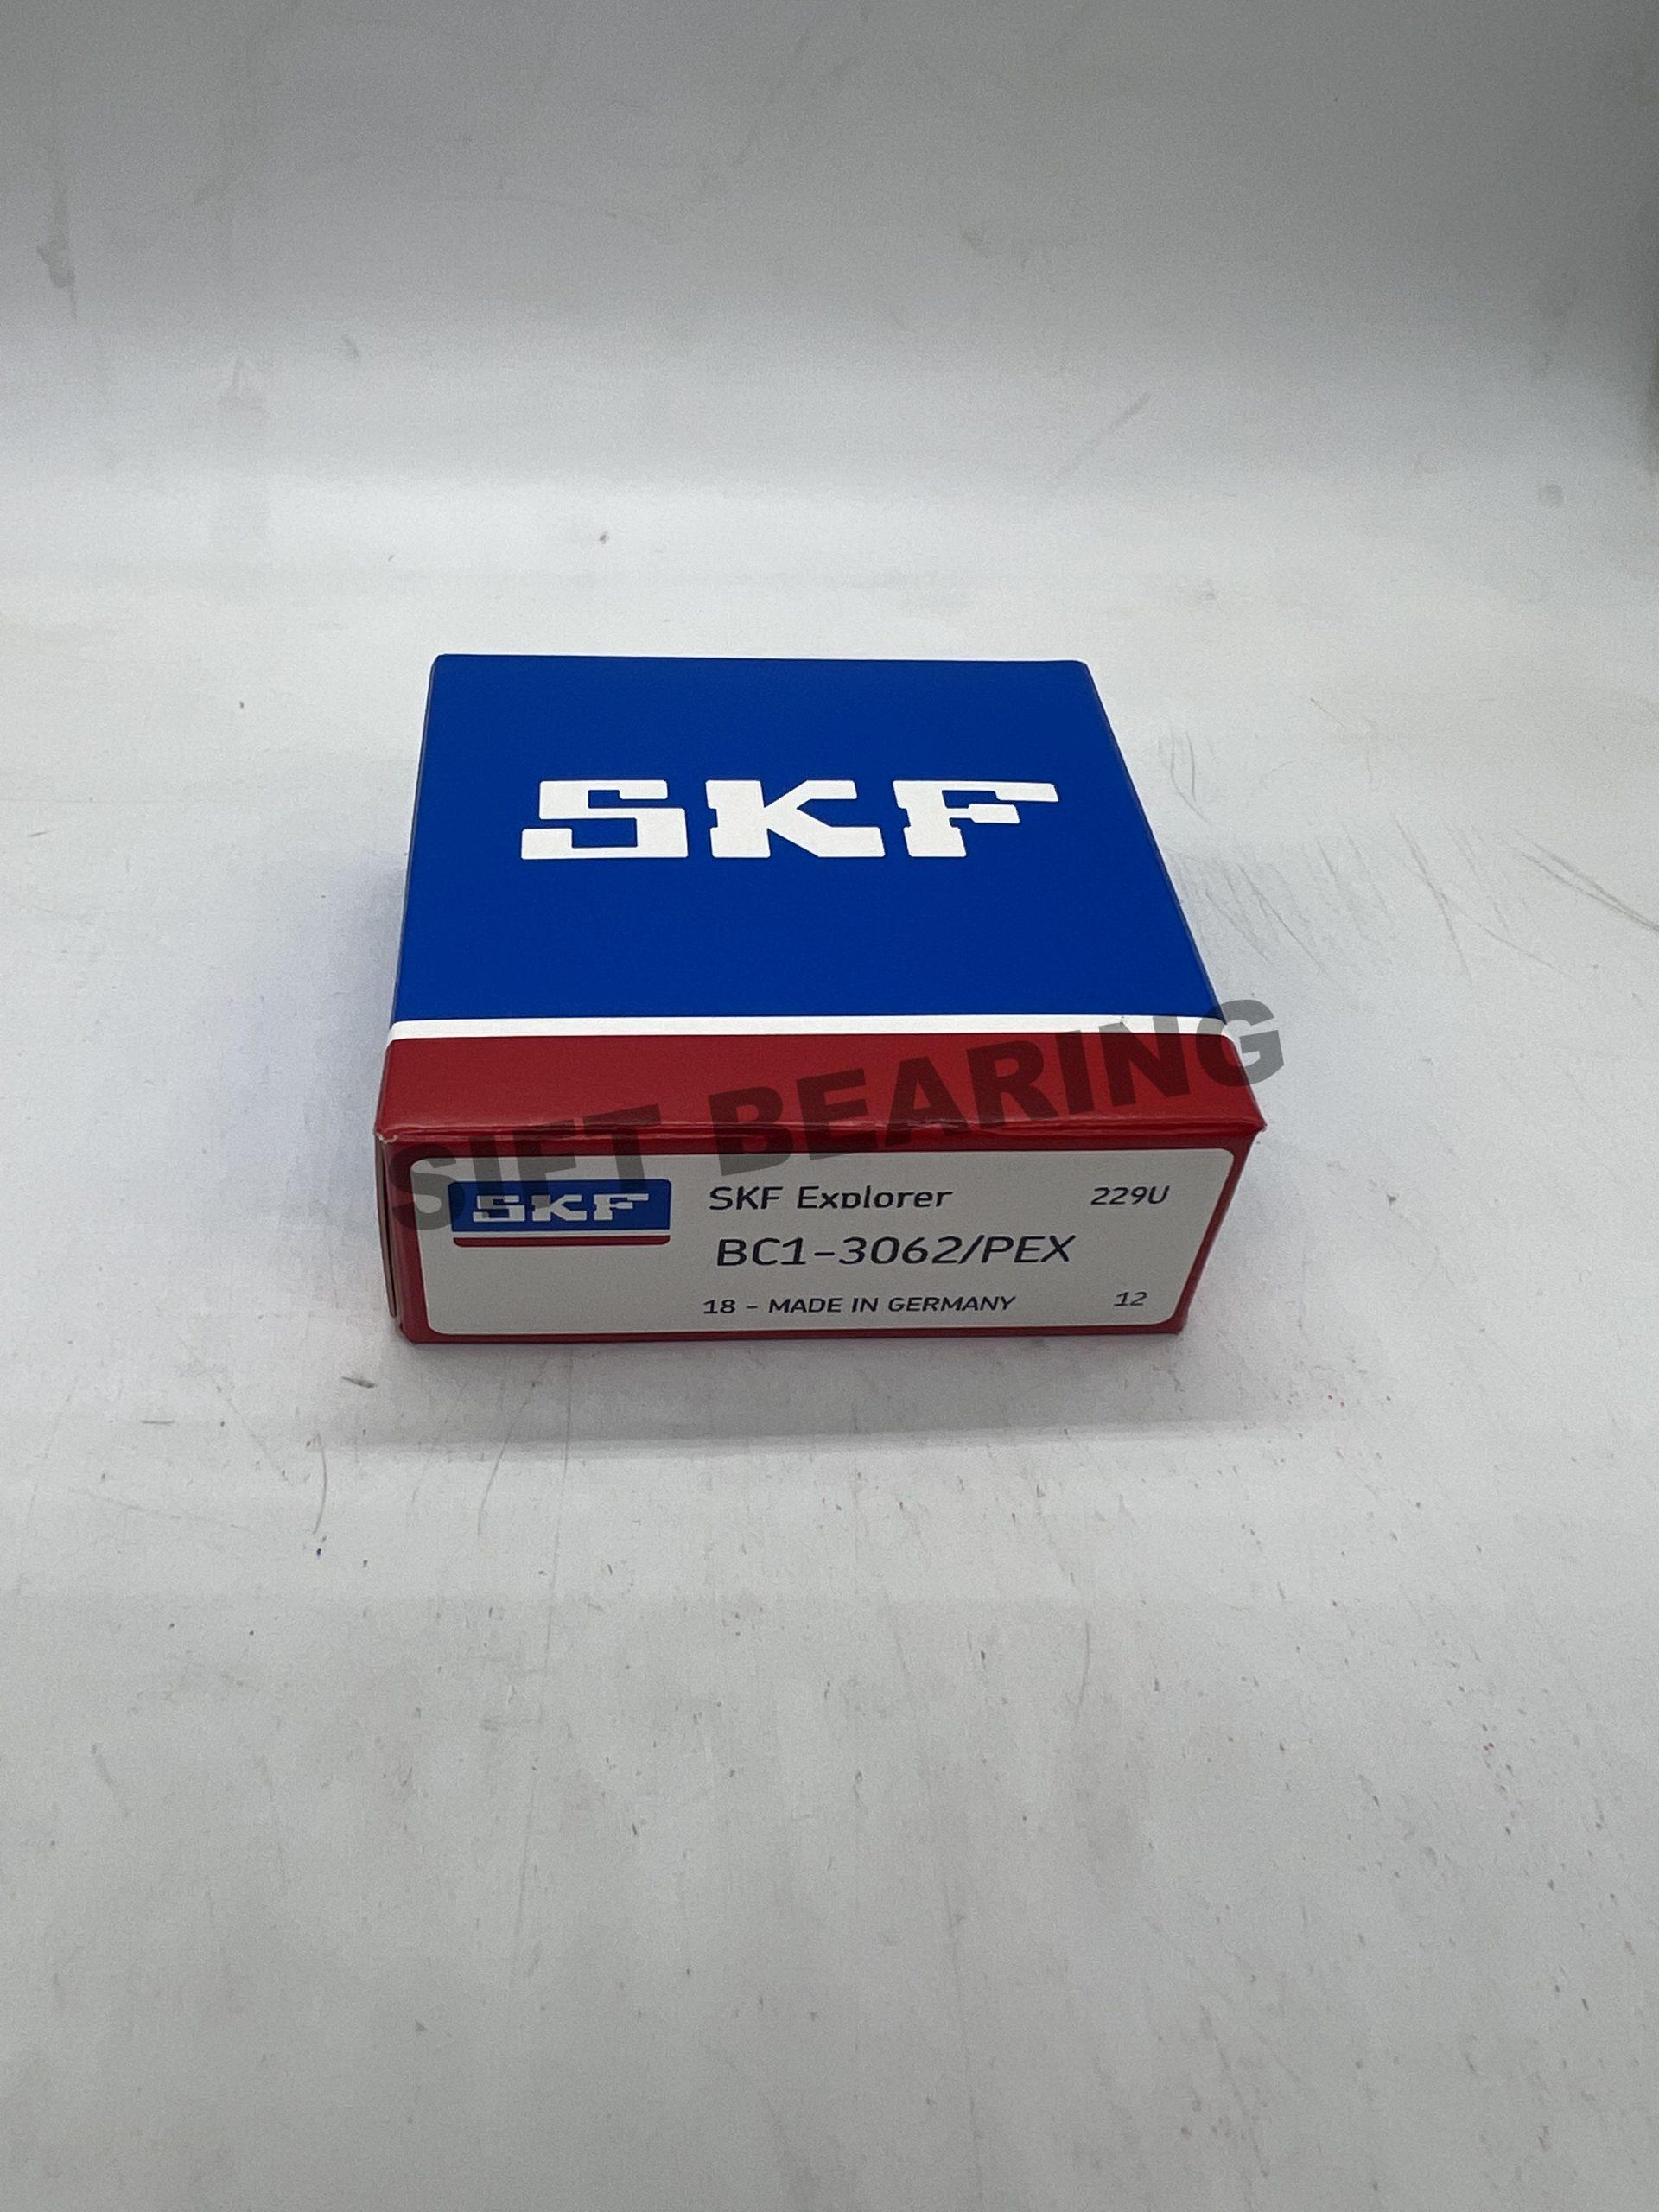 SKF
SIFT BEARING
SKF
SKF Explorer
229U
BC1-3062/PEX
18 - MADE IN GERMANY
12